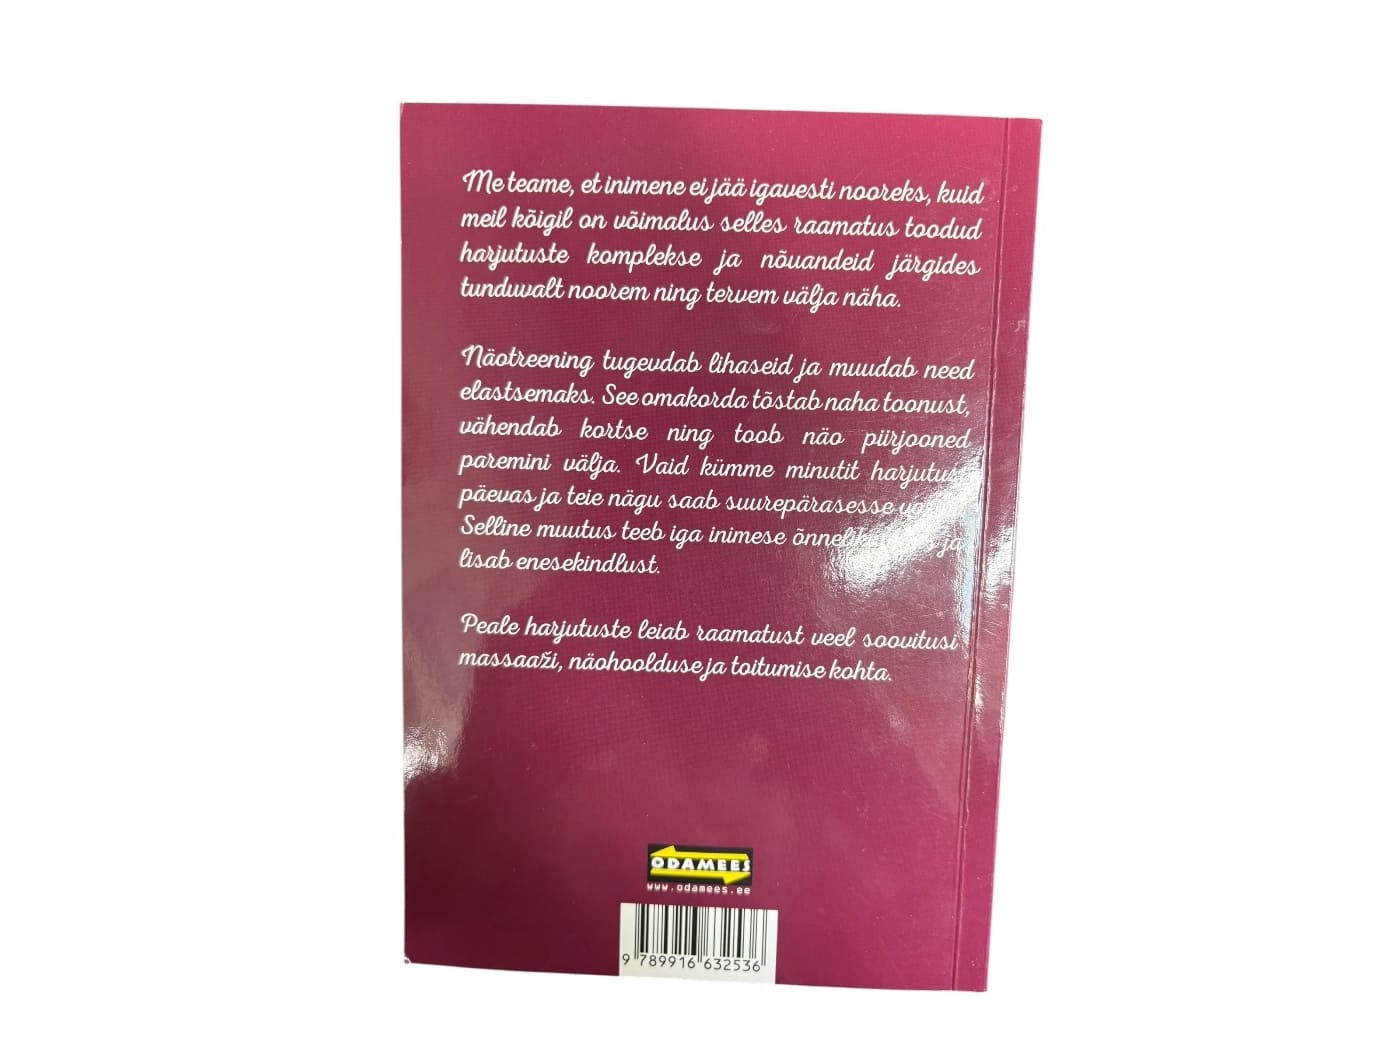 Me teame, et inimene ei jää igavesti nooreks, kuid
meil kõigil on võimalus selles raamatus toodud
harjutuste komplekse ja nõuandeid järgides
tunduvalt noorem ning tervem välja näha.
Näotreening tugevdab lihaseid ja muudab need
elastsemaks. See omakorda tõstab naha toonust,
vähendab kortse ning toob näo piirjooned
paremini välja. Vaid kümme minutit
päevas ja teie nägu saab suurepärasesse
Selline muutus teeb iga inimese ja
lisab enesekindlust.
Peale harjutuste leiab raamatust veel soovitusi
massaaži, näohoolduse ja toitumise kohta.
ODAMEES
www.odamees.ee
9 789916 632536